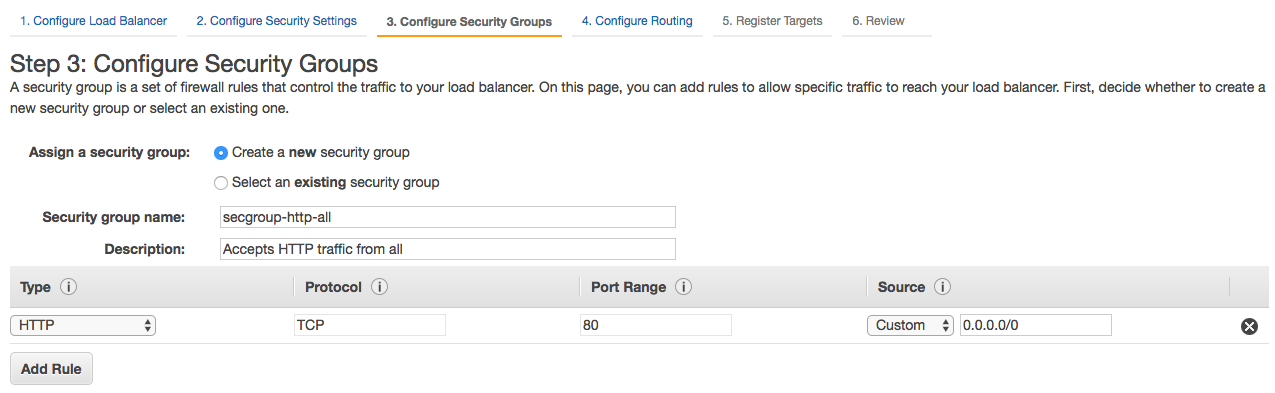 1. Configure Load Balancer 2. Configure Security Settings 3. Configure Security Groups 4. Configure Routing 5. Register Targets 6. Review
Step 3: Configure Security Groups
A security group is a set of firewall rules that control the traffic to your load balancer. On this page, you can add rules to allow specific traffic to reach your load balancer. First, decide whether to create a
new security group or select an existing one.
Assign a security group: Create a new security group
Select an existing security group
Security group name: secgroup-http-all
Description: Accepts HTTP traffic from all
Type i Protocol i Port Range i Source i
HTTP TCP 80 Custom 0.0.0.0/0
Add Rule